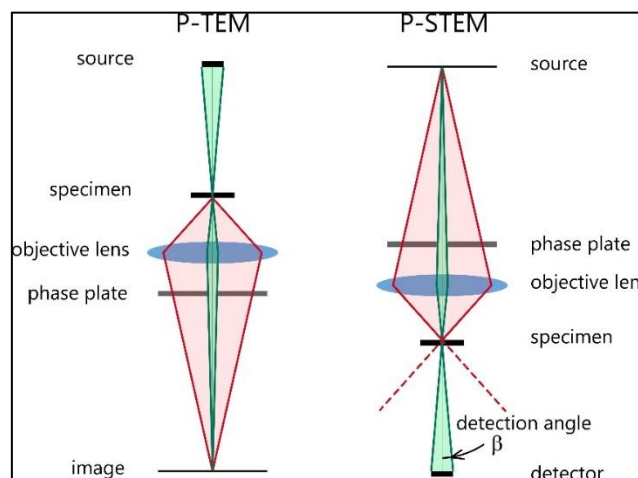 P-TEM
source
specimen
objective lens
phase plate
image
P-STEM
source
phase plate
objective len
specimen
detection angle
β
detector